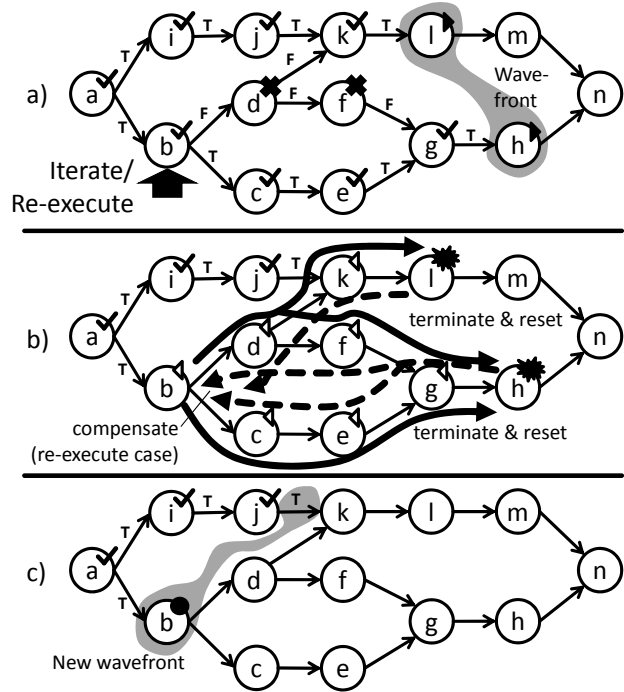 a)
i
T
j
T
k
T
l
m
T
a
F
d
F
f
F
Wave-
front
n
T
b
F
T
g
T
h
Iterate/
Re-execute
c
T
e
T
b)
i
T
j
T
k
l
m
T
a
d
f
terminate & reset
n
T
b
g
h
compensate
(re-execute case)
c
e
terminate & reset
c)
i
T
j
T
k
l
m
T
a
d
f
n
T
b
g
h
New wavefront
c
e